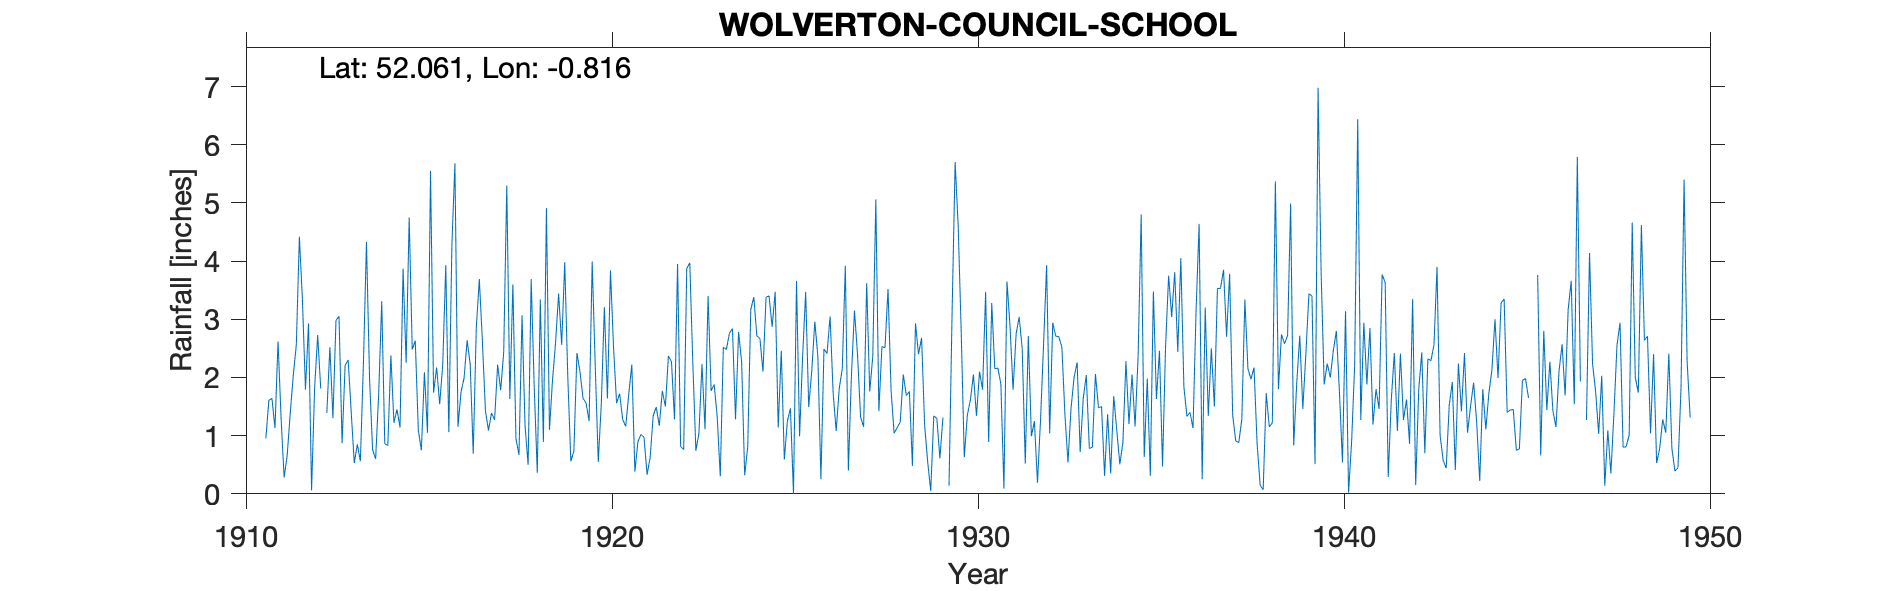 WOLVERTON-COUNCIL-SCHOOL
Lat: 52.061, Lon: -0.816
7
6
5
4
3
2
1
0
Rainfall [inches]
1910 1920 1930 1940 1950
Year